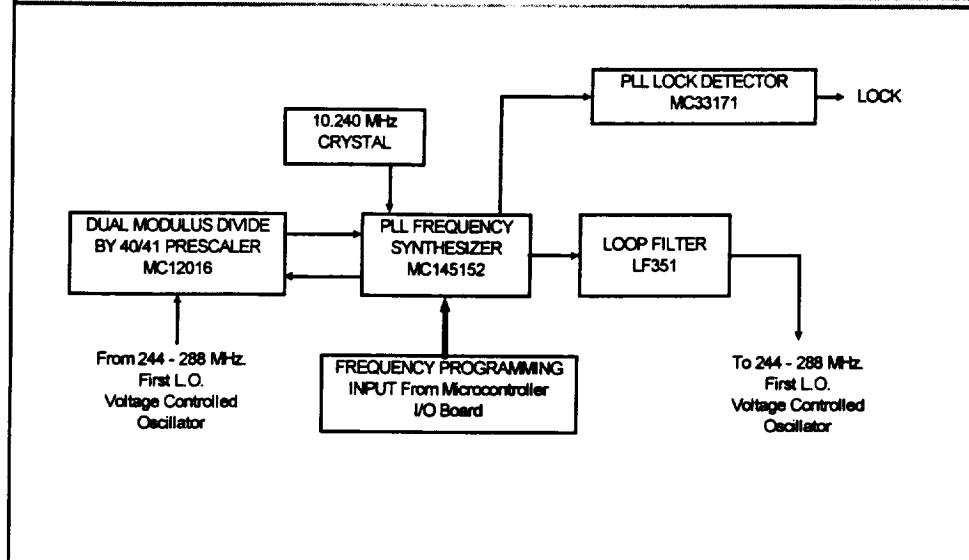 PLL LOCK DETECTOR
MC33171
LOCK
10.240 MHz
CRYSTAL
DUAL MODULUS DIVIDE
BY 40/41 PRESCALER
MC12016
PLL FREQUENCY
SYNTHESIZER
MC145152
LOOP FILTER
LF351
From 244 - 288 MHz.
First L.O.
Voltage Controlled
Oscillator
FREQUENCY PROGRAMMING
INPUT From Microcontroller
I/O Board
To 244 - 288 MHz.
First L.O.
Voltage Controlled
Oscillator